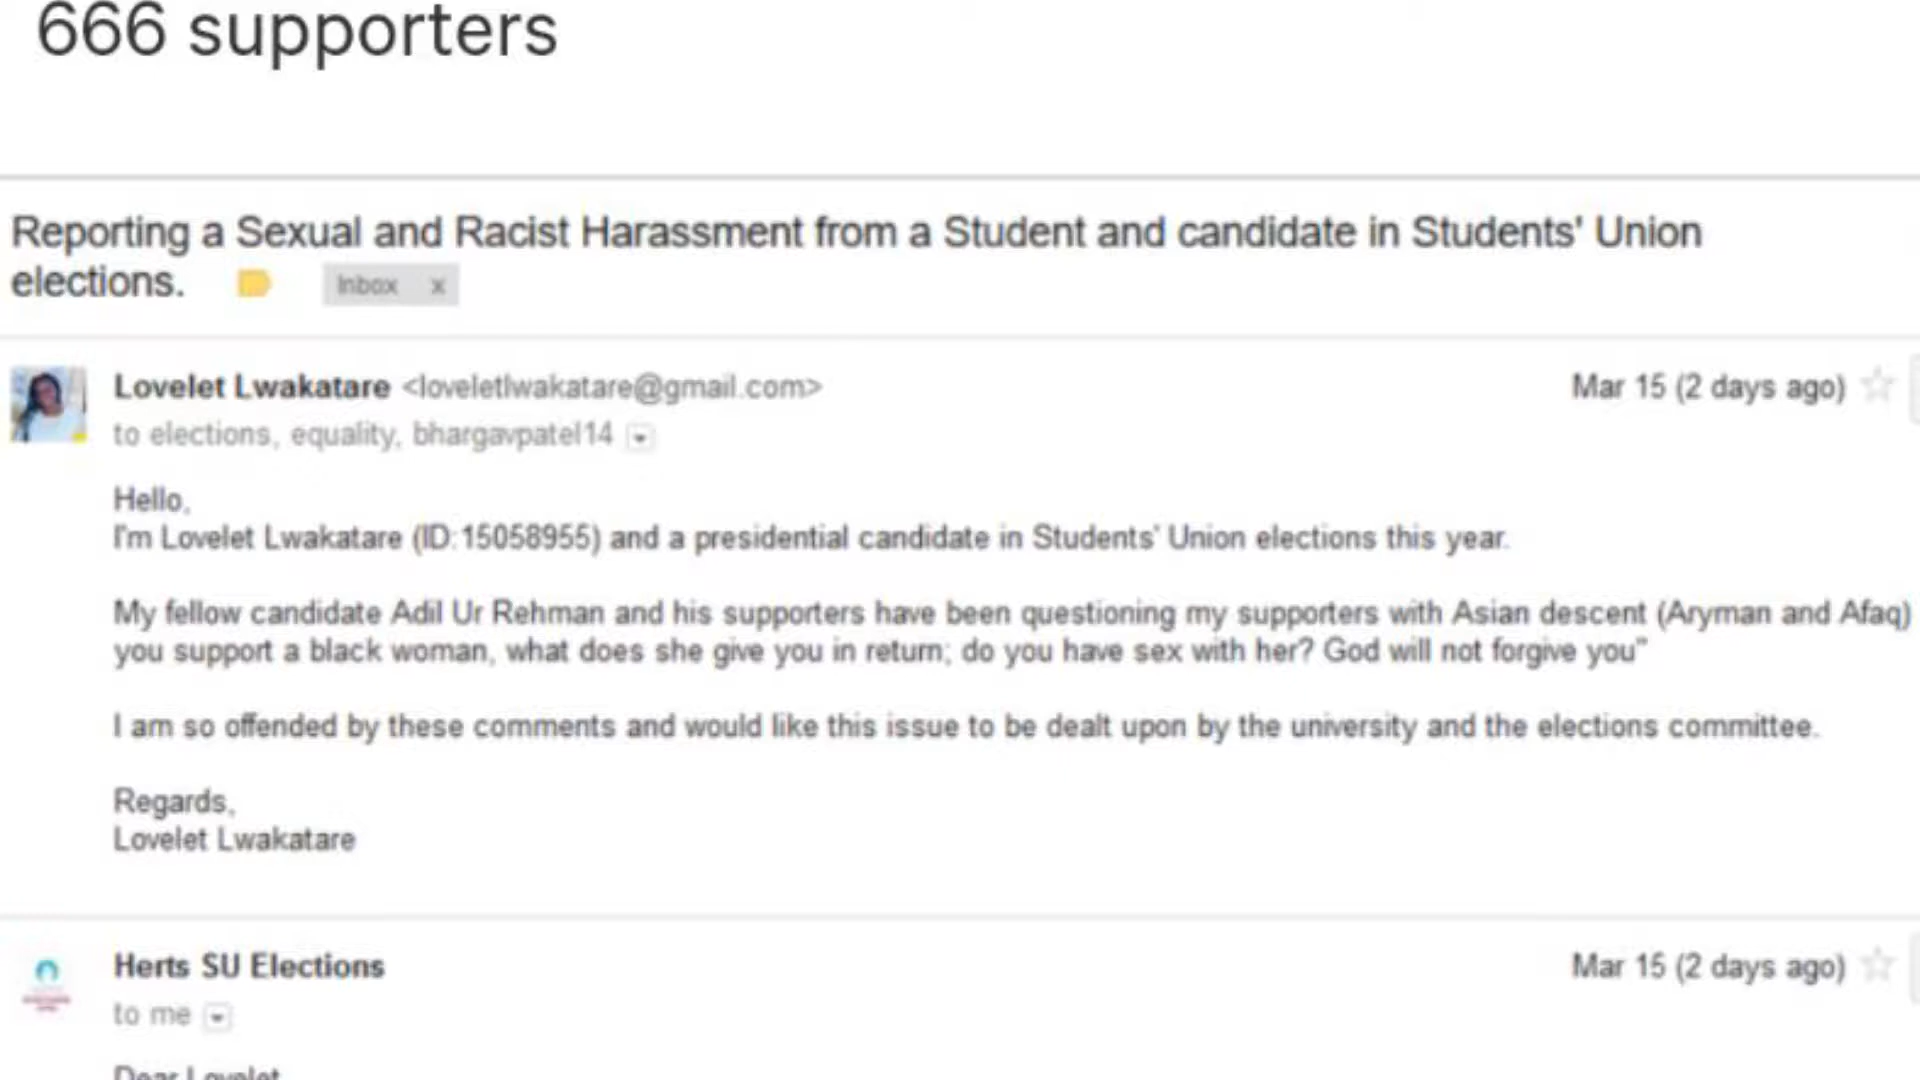 666 supporters
Reporting a Sexual and Racist Harassment from a Student and candidate in Students' Union
elections.
Inbox x
Lovelet Lwakatare <loveletlwakatare@gmail.com>
Mar 15 (2 days ago)
to elections, equality, bhargavpatel14
Hello,
I'm Lovelet Lwakatare (ID:15058955) and a presidential candidate in Students' Union elections this year.
My fellow candidate Adil Ur Rehman and his supporters have been questioning my supporters with Asian descent (Aryman and Afaq)
you support a black woman, what does she give you in return; do you have sex with her? God will not forgive you"
I am so offended by these comments and would like this issue to be dealt upon by the university and the elections committee.
Regards,
Lovelet Lwakatare
Herts SU Elections
Mar 15 (2 days ago)
to me
Dear Lovelet